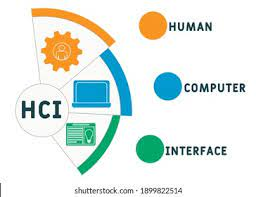 HUMAN
HCI
COMPUTER
INTERFACE
shutterstock.com · 1899822514